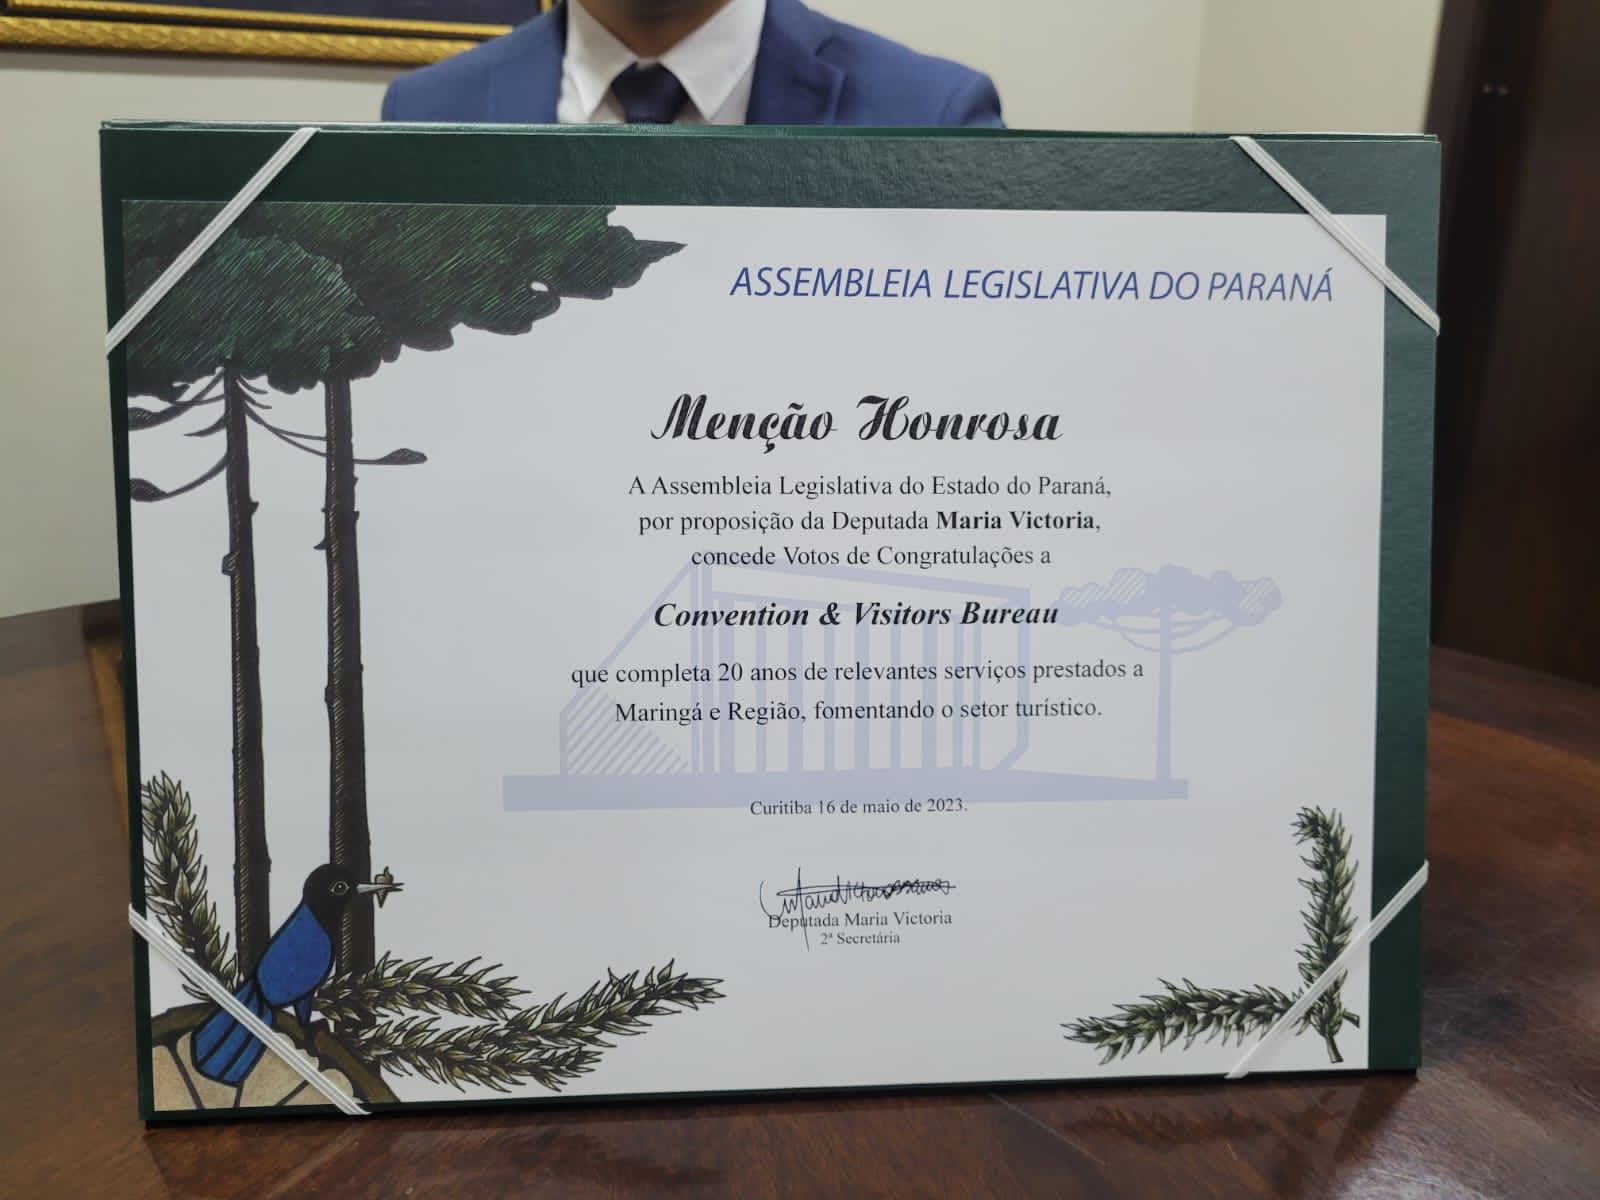 ASSEMBLEIA LEGISLATIVA DO PARANÁ
Menção Honrosa
A Assembleia Legislativa do Estado do Paraná,
por proposição da Deputada Maria Victoria,
concede Votos de Congratulações a
Convention & Visitors Bureau
que completa 20 anos de relevantes serviços prestados a
Maringá e Região, fomentando o setor turístico.
Curitiba 16 de maio de 2023.
Deputada Maria Victoria
2ª Secretária